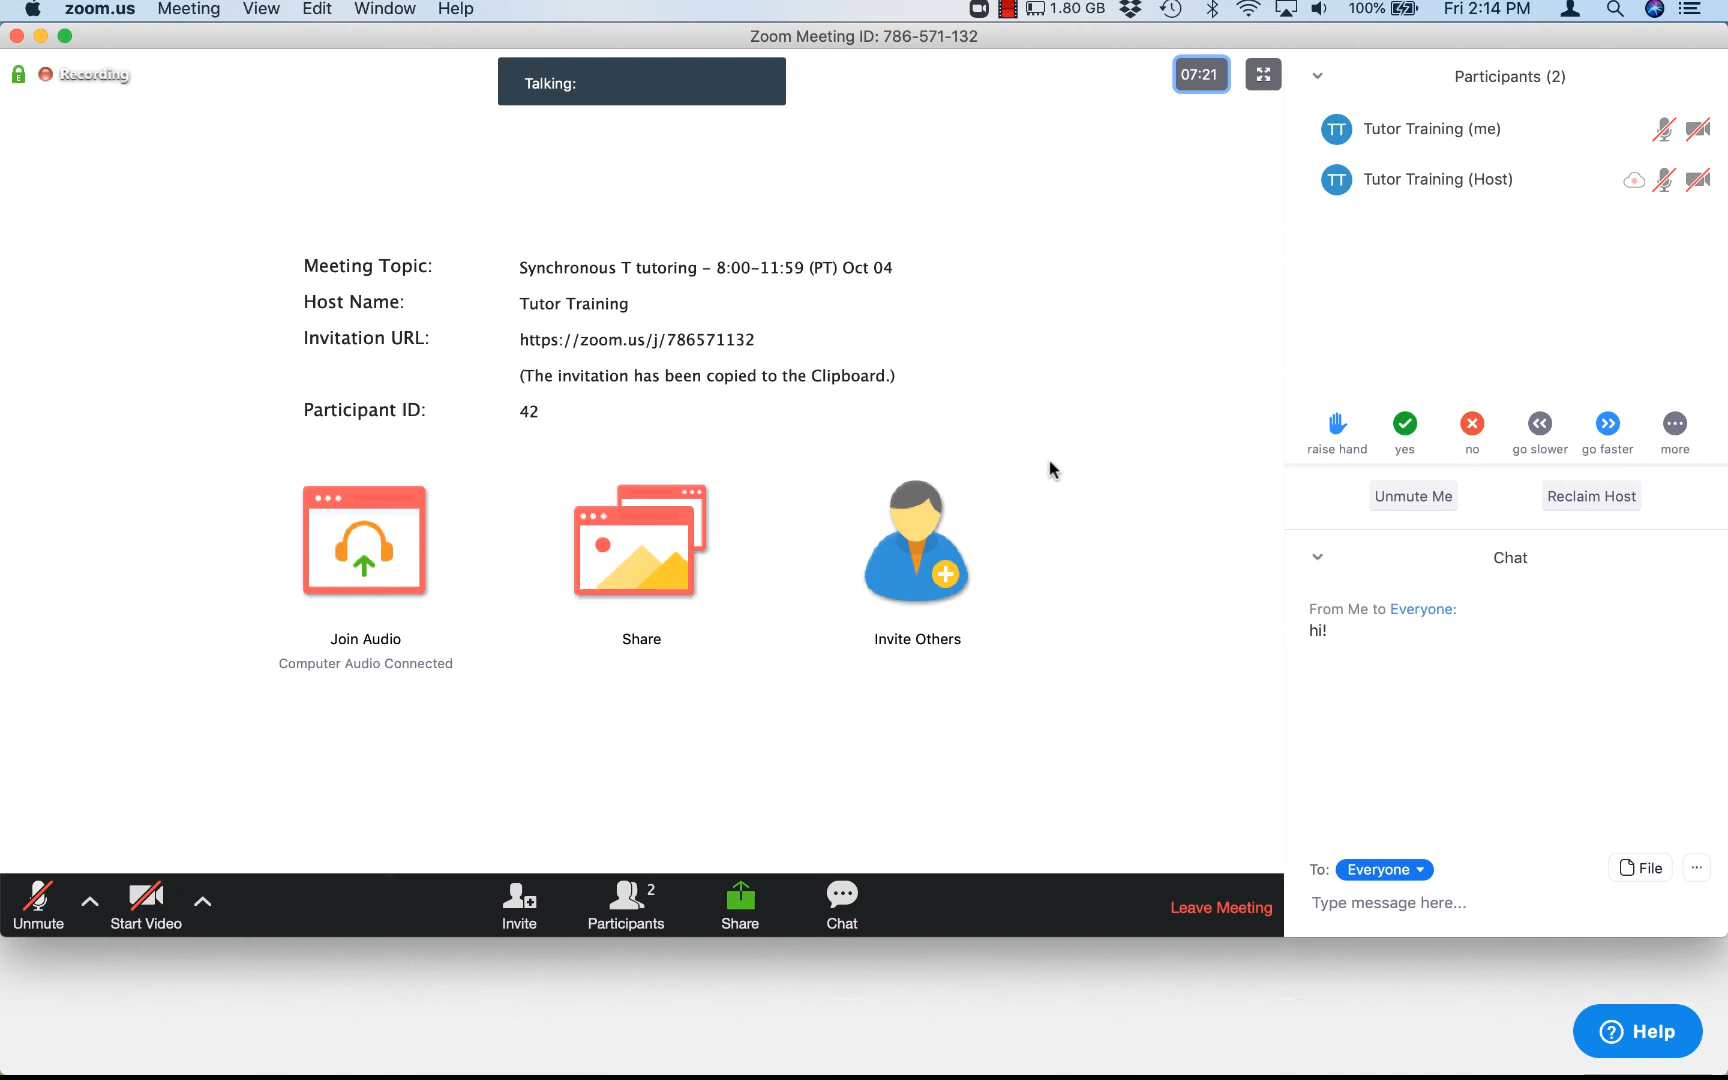 zoom.us Meeting View Edit Window Help 1.80 GB 100% Fri 2:14 PM
Zoom Meeting ID: 786-571-132
Recording
Talking:
07:21
Meeting Topic: Synchronous T tutoring – 8:00–11:59 (PT) Oct 04
Host Name: Tutor Training
Invitation URL: https://zoom.us/j/786571132
(The invitation has been copied to the Clipboard.)
Participant ID: 42
Join Audio
Computer Audio Connected
Share
Invite Others
Participants (2)
TT Tutor Training (me)
TT Tutor Training (Host)
raise hand yes no go slower go faster more
Unmute Me Reclaim Host
Chat
From Me to Everyone:
hi!
To: Everyone File
Type message here...
Unmute Start Video Invite Participants 2 Share Chat Leave Meeting
Help